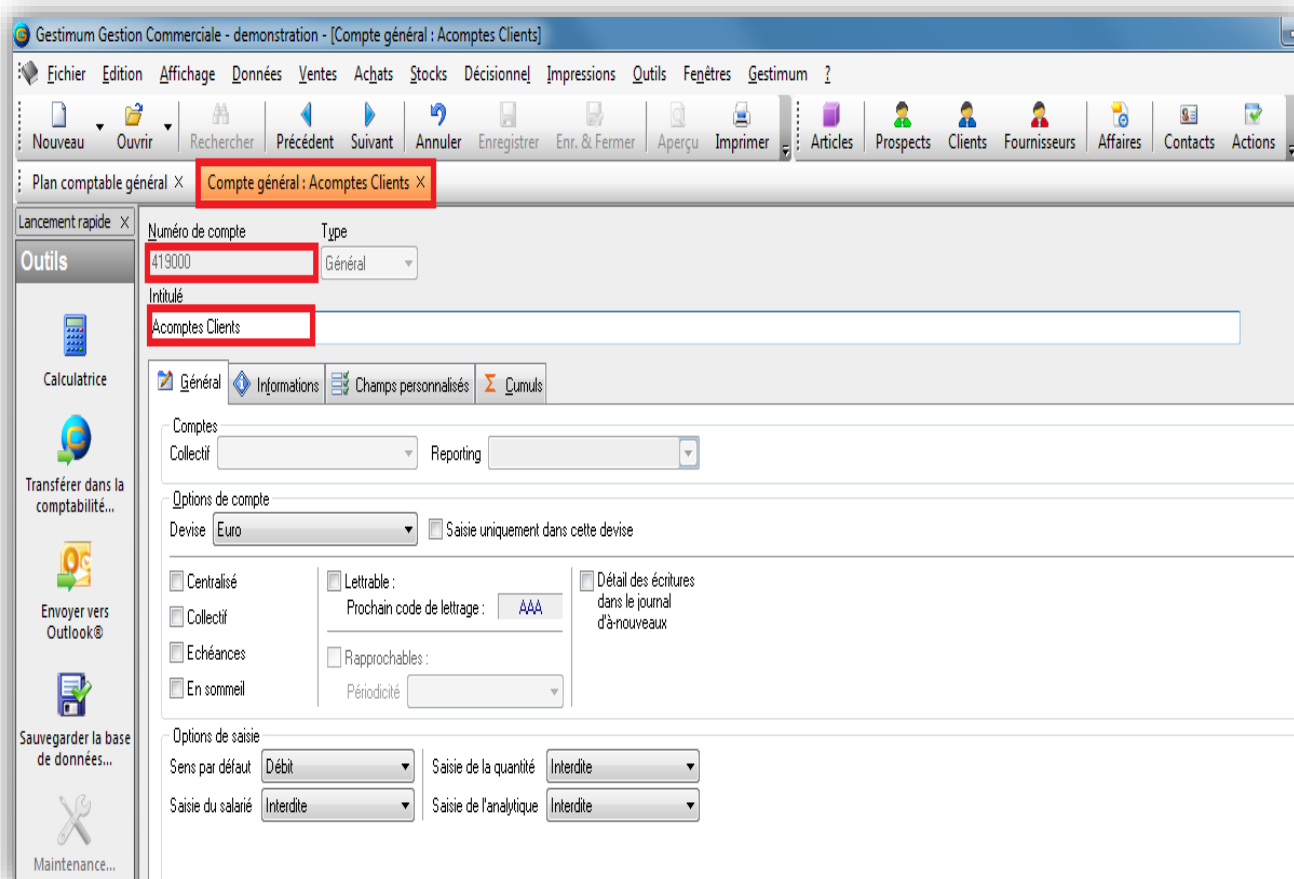 Gestimum Gestion Commerciale - demonstration - [Compte général : Acomptes Clients]
Fichier Edition Affichage Données Ventes Achats Stocks Décisionnel Impressions Outils Fenêtres Gestimum ?
Nouveau Ouvrir Rechercher Précédent Suivant Annuler Enregistrer Enr. & Fermer Aperçu Imprimer Articles Prospects Clients Fournisseurs Affaires Contacts Actions
Plan comptable général X Compte général : Acomptes Clients X
Lancement rapide X
Outils
Calculatrice
Transférer dans la
comptabilité...
Envoyer vers
Outlook®
Sauvegarder la base
de données...
Maintenance...
Numéro de compte Type
419000 Général
Intitulé
Acomptes Clients
Général Informations Champs personnalisés Σ Cumuls
Comptes
Collectif Reporting
Options de compte
Devise Euro Saisie uniquement dans cette devise
Centralisé Lettrable : Détail des écritures
Prochain code de lettrage : AAA dans le journal
Collectif d'à-nouveaux
Echéances Rapprochables :
En sommeil Périodicité
Options de saisie
Sens par défaut Débit Saisie de la quantité Interdite
Saisie du salarié Interdite Saisie de l'analytique Interdite